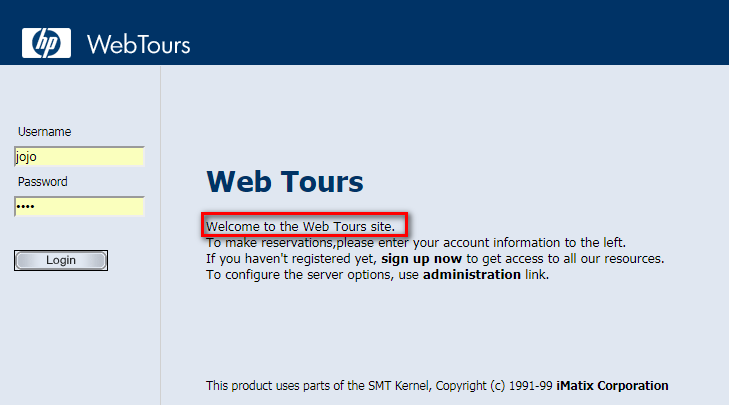 hp WebTours
Username
jojo
Password
••••
Login
Web Tours
Welcome to the Web Tours site.
To make reservations,please enter your account information to the left.
If you haven't registered yet, sign up now to get access to all our resources.
To configure the server options, use administration link.
This product uses parts of the SMT Kernel, Copyright (c) 1991-99 iMatix Corporation